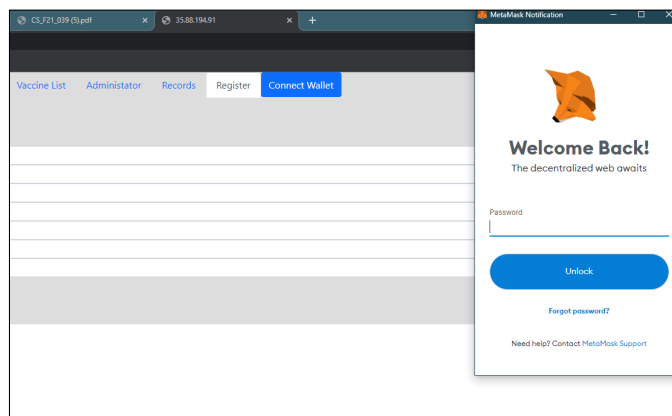 CS_F21_039 (5).pdf
35.88.194.91
MetaMask Notification
Vaccine List
Administator
Records
Register
Connect Wallet
Welcome Back!
The decentralized web awaits
Password
Unlock
Forgot password?
Need help? Contact MetaMask Support